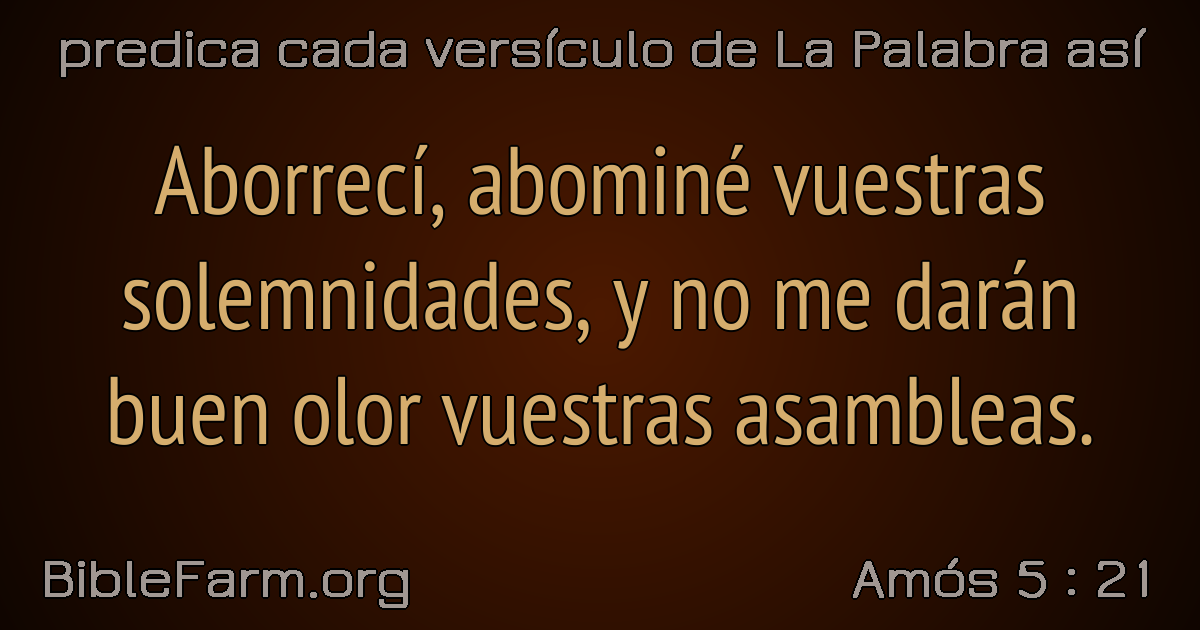 predica cada versículo de La Palabra así
Aborrecí, abominé vuestras
solemnidades, y no me darán
buen olor vuestras asambleas.
BibleFarm.org
Amós 5 : 21